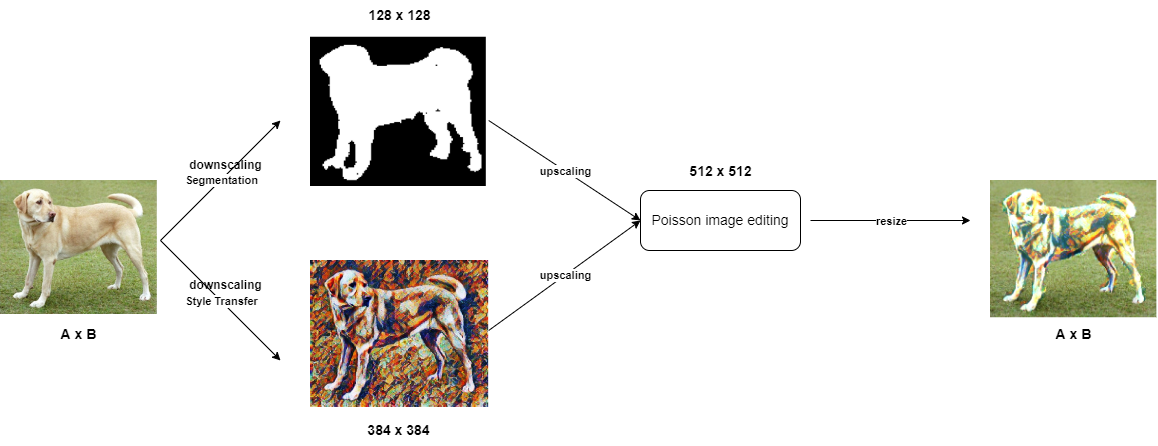 128 x 128
downscaling
Segmentation
upscaling
512 x 512
Poisson image editing
resize
A x B
downscaling
Style Transfer
upscaling
A x B
384 x 384